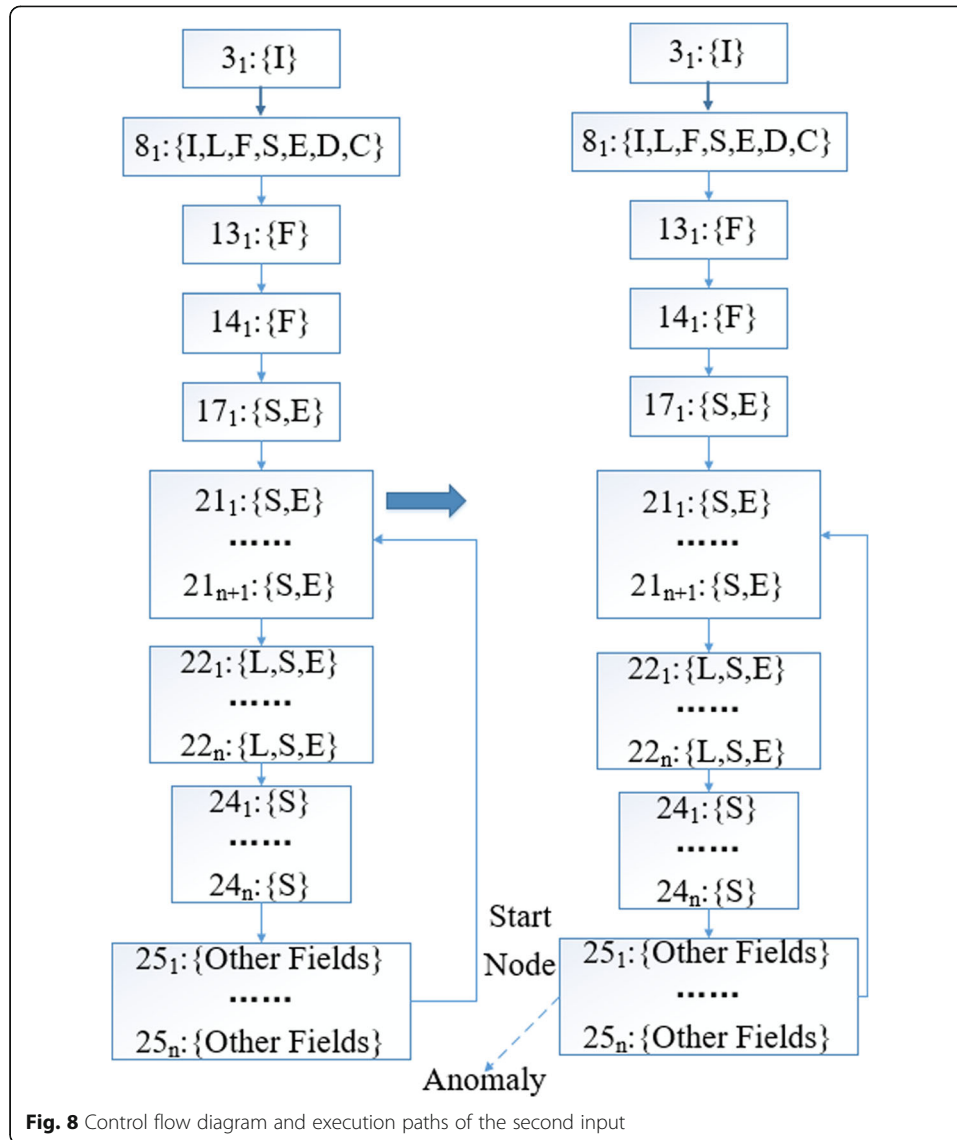 3₁:{I}
8₁:{I,L,F,S,E,D,C}
13₁:{F}
14₁:{F}
17₁:{S,E}
21₁:{S,E}
……
21ₙ₊₁:{S,E}
22₁:{L,S,E}
……
22ₙ:{L,S,E}
24₁:{S}
……
24ₙ:{S}
25₁:{Other Fields}
……
25ₙ:{Other Fields}
3₁:{I}
8₁:{I,L,F,S,E,D,C}
13₁:{F}
14₁:{F}
17₁:{S,E}
21₁:{S,E}
……
21ₙ₊₁:{S,E}
22₁:{L,S,E}
……
22ₙ:{L,S,E}
24₁:{S}
……
24ₙ:{S}
Start
Node
25₁:{Other Fields}
……
25ₙ:{Other Fields}
Anomaly
Fig. 8 Control flow diagram and execution paths of the second input